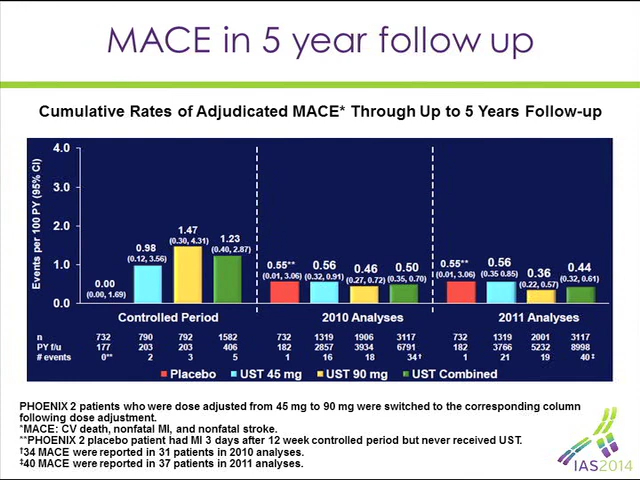 MACE in 5 year follow up
Cumulative Rates of Adjudicated MACE* Through Up to 5 Years Follow-up
Events per 100 PY (95% CI)
4.0
3.0
2.0
1.0
0.0
0.00
(0.00, 1.69)
0.98
(0.12, 3.56)
1.47
(0.30, 4.31)
1.23
(0.40, 2.87)
0.55**
(0.01, 3.06)
0.56
(0.32, 0.91)
0.46
(0.27, 0.72)
0.50
(0.35, 0.70)
0.55**
(0.01, 3.06)
0.56
(0.35 0.85)
0.36
(0.22, 0.57)
0.44
(0.32, 0.61)
Controlled Period 2010 Analyses 2011 Analyses
n 732 790 792 1582 732 1319 1906 3117 732 1319 2001 3117
PY f/u 177 203 203 406 182 2857 3934 6791 182 3766 5232 8998
# events 0** 2 3 5 1 16 18 34† 1 21 19 40‡
Placebo UST 45 mg UST 90 mg UST Combined
PHOENIX 2 patients who were dose adjusted from 45 mg to 90 mg were switched to the corresponding column
following dose adjustment.
*MACE: CV death, nonfatal MI, and nonfatal stroke.
**PHOENIX 2 placebo patient had MI 3 days after 12 week controlled period but never received UST.
†34 MACE were reported in 31 patients in 2010 analyses.
‡40 MACE were reported in 37 patients in 2011 analyses.
IAS2014